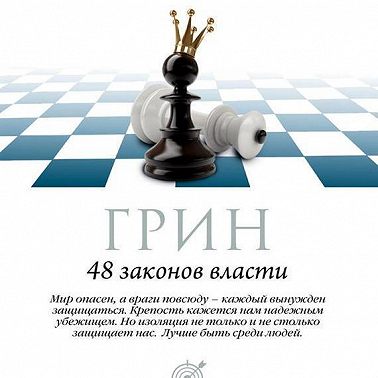 ГРИН
48 законов власти
Мир опасен, а враги повсюду – каждый вынужден
защищаться. Крепость кажется нам надежным
убежищем. Но изоляция не только и не столько
защищает нас. Лучше быть среди людей.